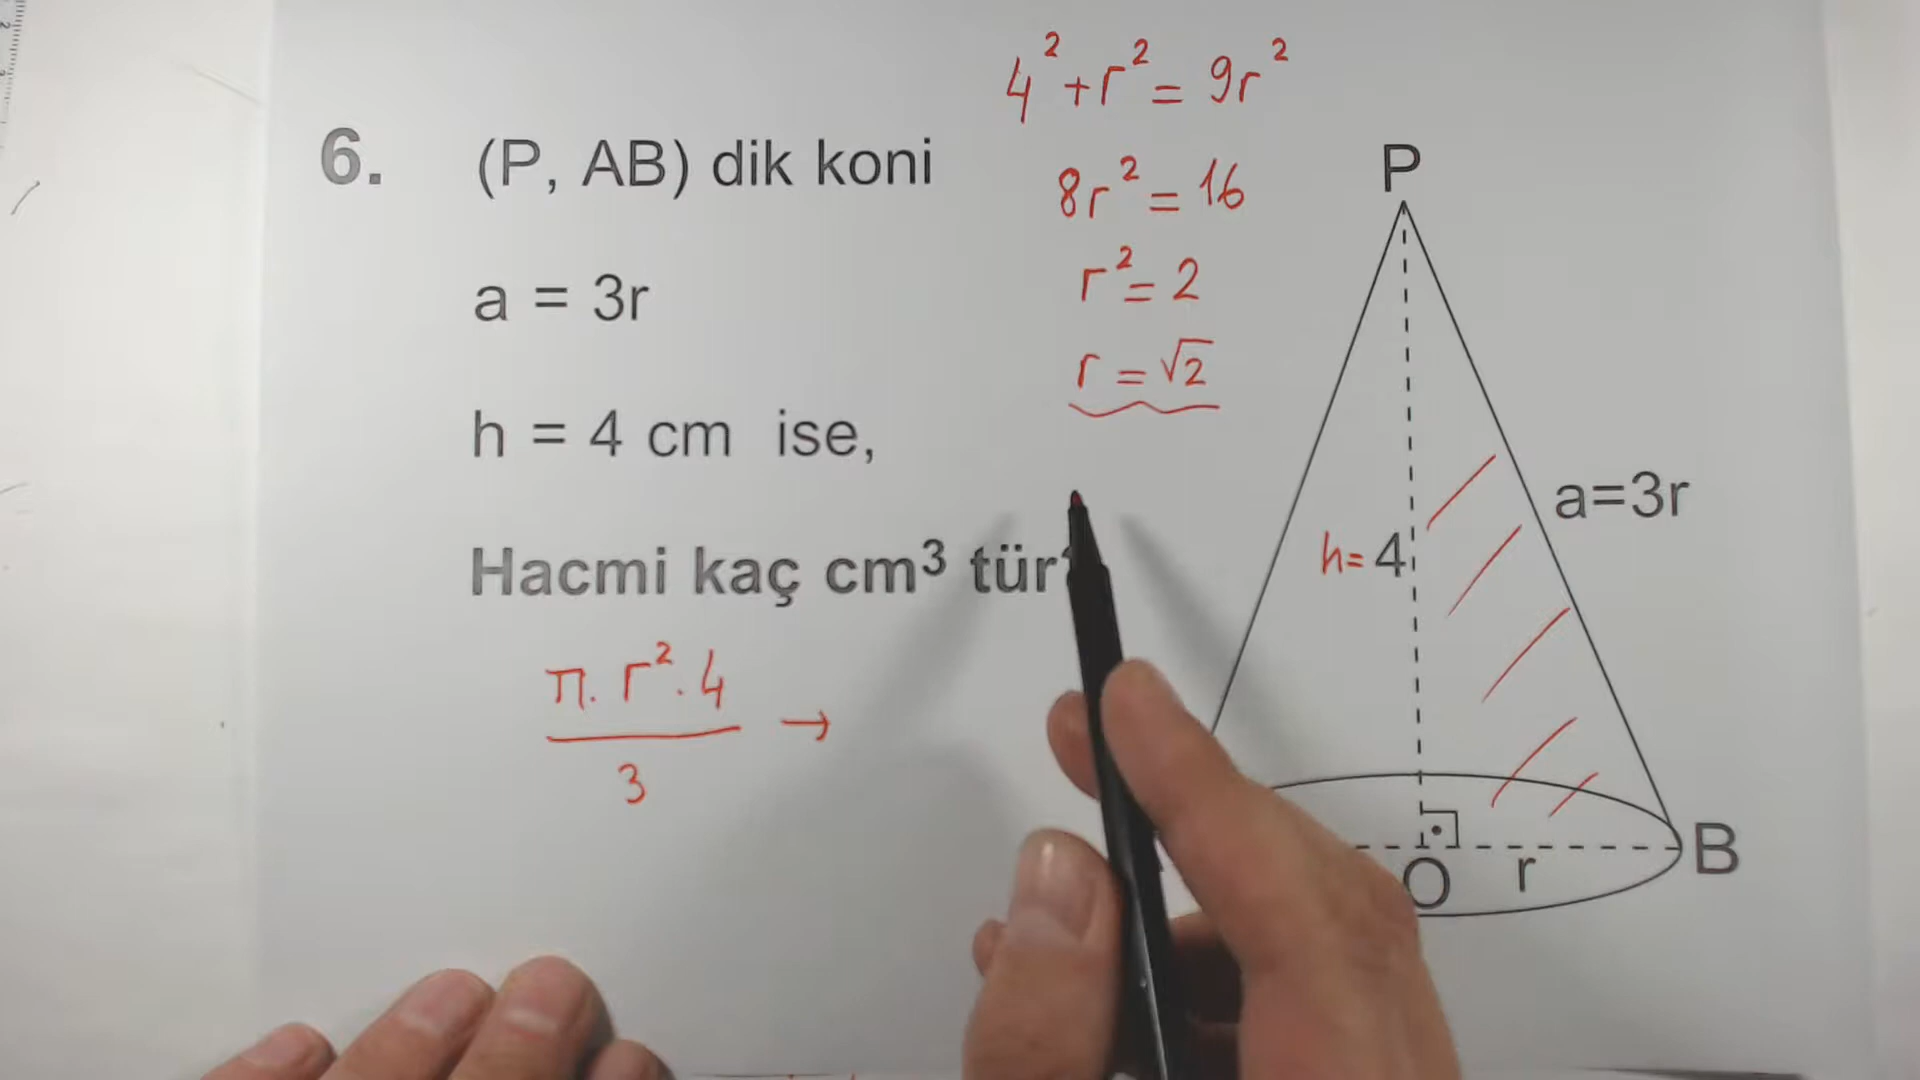 4² + r² = 9r²
6. (P, AB) dik koni
8r² = 16
a = 3r
r² = 2
r = √2
h = 4 cm ise,
Hacmi kaç cm³ tür
π . r² . 4
3
→
P
a=3r
h= 4
O
r
B